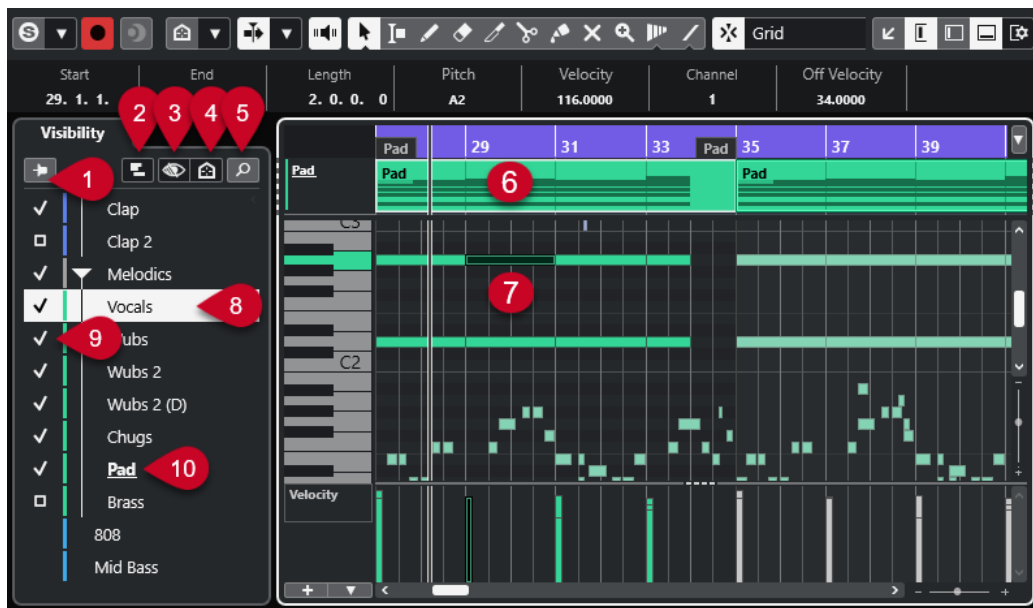 S
Grid
Start End Length Pitch Velocity Channel Off Velocity
29. 1. 1. 2. 0. 0. 0 A2 116.0000 1 34.0000
Visibility
2 3 4 5
1
Clap
Clap 2
Melodics
Vocals 8
9
Wubs 2
Wubs 2 (D)
Chugs
Pad 10
Brass
808
Mid Bass
Pad 29 31 33 Pad 35 37 39
Pad Pad 6 Pad
C3
7
C2
Velocity